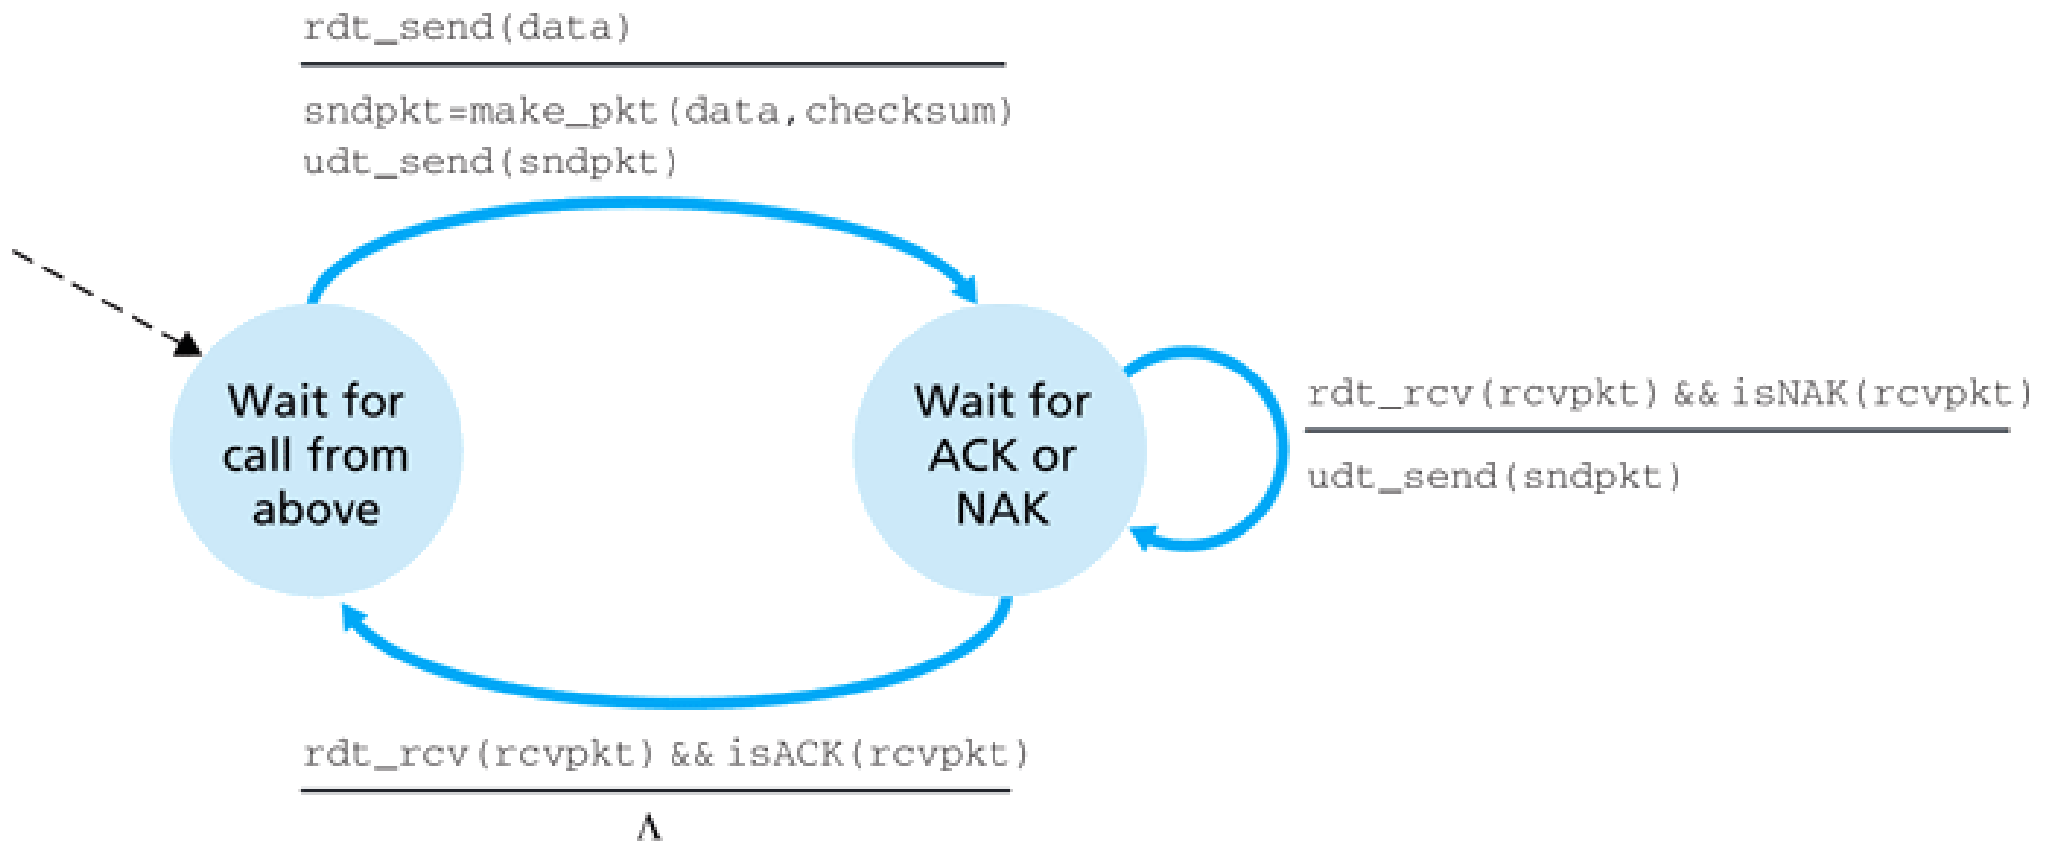 rdt_send(data)
sndpkt=make_pkt(data,checksum)
udt_send(sndpkt)
Wait for
call from
above
Wait for
ACK or
NAK
rdt_rcv(rcvpkt) && isNAK(rcvpkt)
udt_send(sndpkt)
rdt_rcv(rcvpkt) && isACK(rcvpkt)
Λ